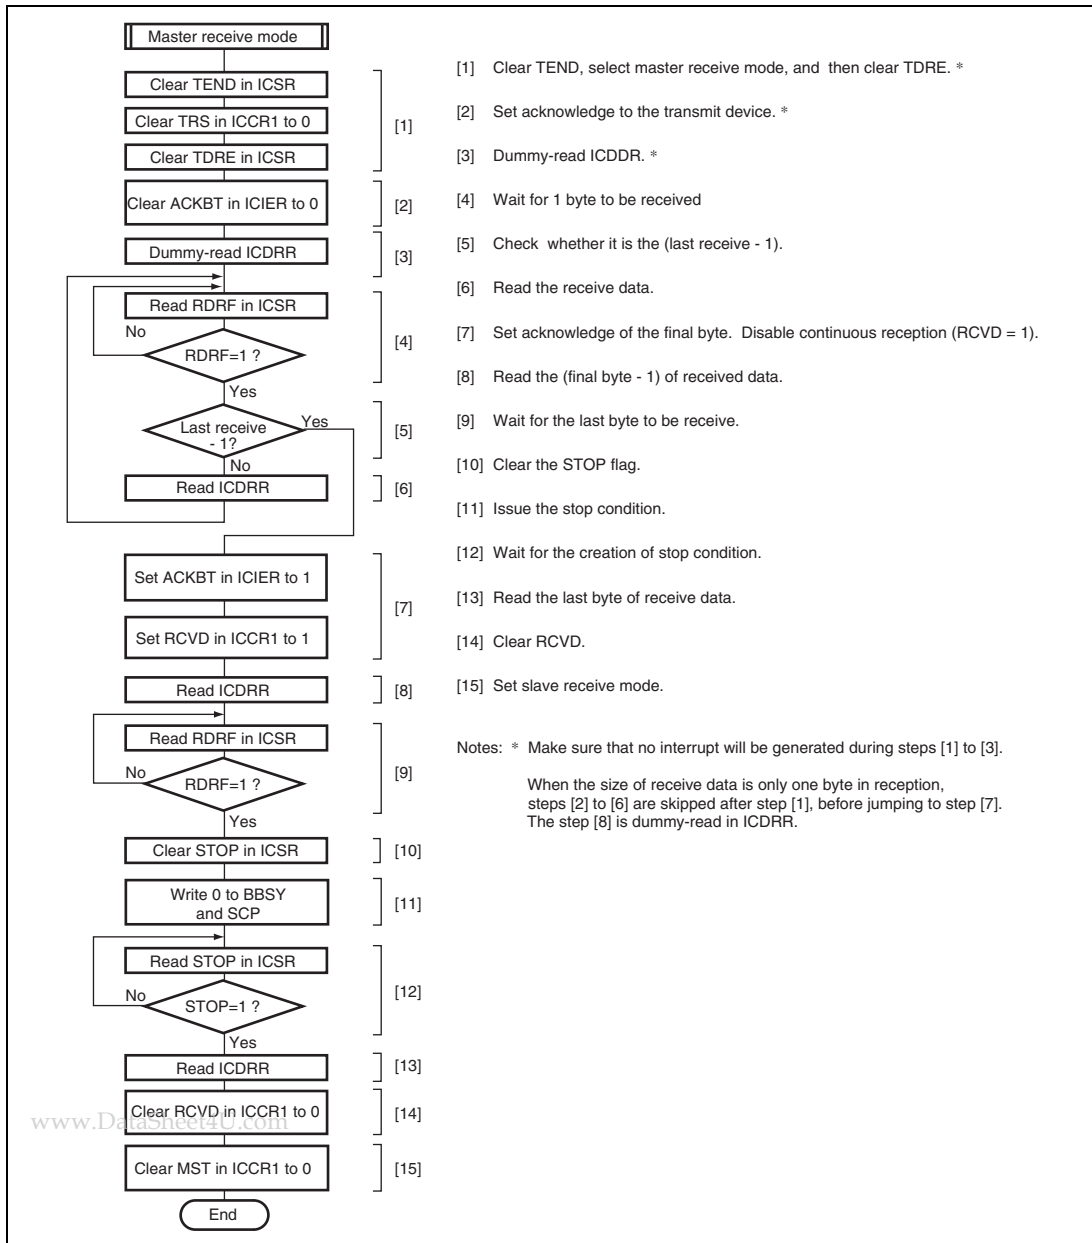 Master receive mode
Clear TEND in ICSR
Clear TRS in ICCR1 to 0
Clear TDRE in ICSR
[1]
Clear ACKBT in ICIER to 0
[2]
Dummy-read ICDRR
[3]
Read RDRF in ICSR
No
RDRF=1 ?
[4]
Yes
Last receive
- 1?
Yes
[5]
No
Read ICDRR
[6]
Set ACKBT in ICIER to 1
[7]
Set RCVD in ICCR1 to 1
Read ICDRR
[8]
Read RDRF in ICSR
No
RDRF=1 ?
[9]
Yes
Clear STOP in ICSR
[10]
Write 0 to BBSY
and SCP
[11]
Read STOP in ICSR
No
STOP=1 ?
[12]
Yes
Read ICDRR
[13]
Clear RCVD in ICCR1 to 0
[14]
www.DataSheet4U.com
Clear MST in ICCR1 to 0
[15]
End
[1] Clear TEND, select master receive mode, and then clear TDRE. *
[2] Set acknowledge to the transmit device. *
[3] Dummy-read ICDDR. *
[4] Wait for 1 byte to be received
[5] Check whether it is the (last receive - 1).
[6] Read the receive data.
[7] Set acknowledge of the final byte. Disable continuous reception (RCVD = 1).
[8] Read the (final byte - 1) of received data.
[9] Wait for the last byte to be receive.
[10] Clear the STOP flag.
[11] Issue the stop condition.
[12] Wait for the creation of stop condition.
[13] Read the last byte of receive data.
[14] Clear RCVD.
[15] Set slave receive mode.
Notes: * Make sure that no interrupt will be generated during steps [1] to [3].
When the size of receive data is only one byte in reception,
steps [2] to [6] are skipped after step [1], before jumping to step [7].
The step [8] is dummy-read in ICDRR.